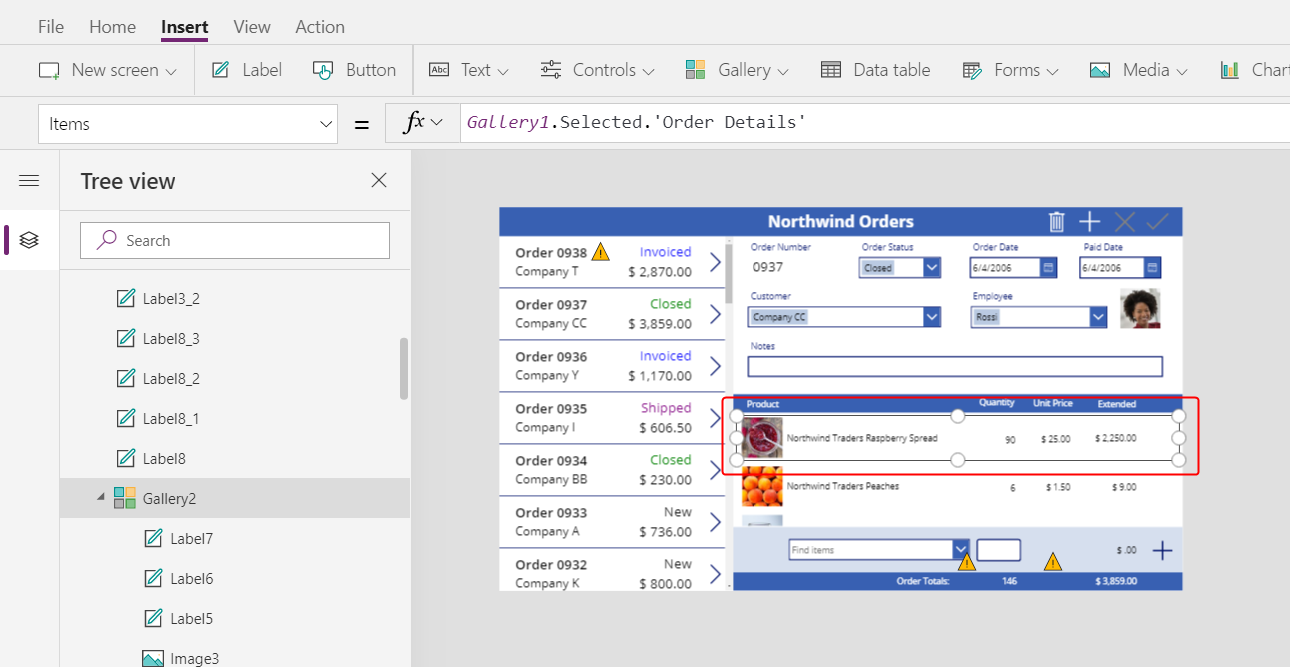 File Home Insert View Action
New screen Label Button Abc Text Controls Gallery Data table Forms Media Chart
Items = fx Gallery1.Selected.'Order Details'
Tree view
Search
Label3_2
Label8_3
Label8_2
Label8_1
Label8
Gallery2
Label7
Label6
Label5
Image3
Northwind Orders
Order 0938 Invoiced
Company T $ 2,870.00
Order 0937 Closed
Company CC $ 3,859.00
Order 0936 Invoiced
Company Y $ 1,170.00
Order 0935 Shipped
Company I $ 606.50
Order 0934 Closed
Company BB $ 230.00
Order 0933 New
Company A $ 736.00
Order 0932 New
Company K $ 800.00
Order Number Order Status Order Date Paid Date
0937 Closed 6/4/2006 6/4/2006
Customer Employee
Company CC Rossi
Notes
Product Quantity Unit Price Extended
Northwind Traders Raspberry Spread 90 $ 25.00 $ 2,250.00
Northwind Traders Peaches 6 $ 1.50 $ 9.00
Find items $ .00
Order Totals: 146 $ 3,859.00